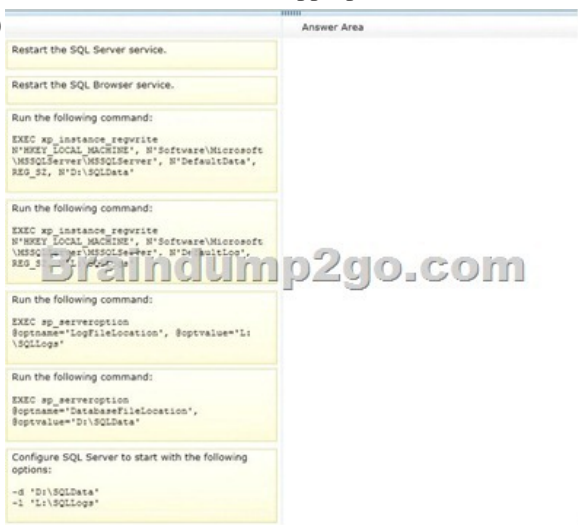 Answer Area
Restart the SQL Server service.
Restart the SQL Browser service.
Run the following command:
EXEC xp_instance_regwrite
N'HKEY_LOCAL_MACHINE', N'Software\Microsoft
\MSSQLServer\MSSQLServer', N'DefaultData',
REG_SZ, N'D:\SQLData'
Run the following command:
EXEC xp_instance_regwrite
N'HKEY_LOCAL_MACHINE', N'Software\Microsoft
\MSSQLServer\MSSQLServer', N'DefaultLog',
Braindump2go.com
Run the following command:
EXEC sp_serveroption
@optname='LogFileLocation', @optvalue='L:
\SQLLogs'
Run the following command:
EXEC sp_serveroption
@optname='DatabaseFileLocation',
@optvalue='D:\SQLData'
Configure SQL Server to start with the following
options:
-d 'D:\SQLData'
-l 'L:\SQLLogs'